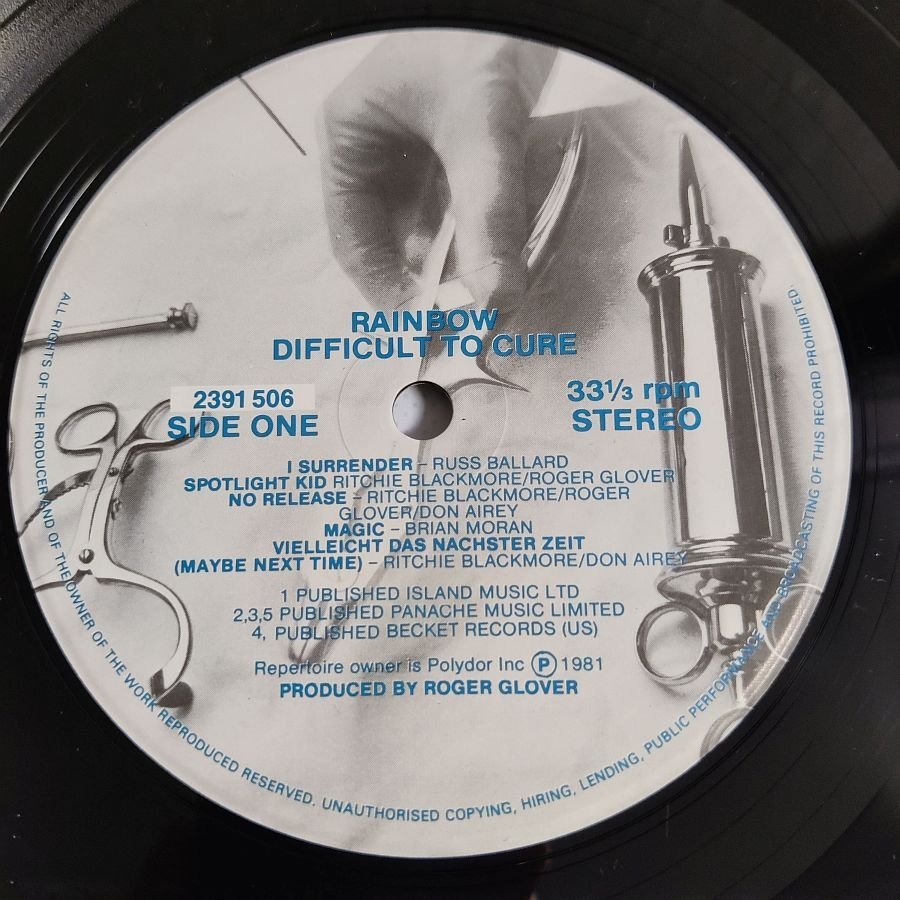 RAINBOW
DIFFICULT TO CURE
2391 506
SIDE ONE
33⅓ rpm
STEREO
I SURRENDER – RUSS BALLARD
SPOTLIGHT KID RITCHIE BLACKMORE/ROGER GLOVER
NO RELEASE – RITCHIE BLACKMORE/ROGER
GLOVER/DON AIREY
MAGIC – BRIAN MORAN
VIELLEICHT DAS NACHSTER ZEIT
(MAYBE NEXT TIME) – RITCHIE BLACKMORE/DON AIREY
1 PUBLISHED ISLAND MUSIC LTD
2,3,5 PUBLISHED PANACHE MUSIC LIMITED
4, PUBLISHED BECKET RECORDS (US)
Repertoire owner is Polydor Inc Ⓟ 1981
PRODUCED BY ROGER GLOVER
ALL RIGHTS OF THE PRODUCER AND OF THE OWNER OF THE WORK REPRODUCED RESERVED. UNAUTHORISED COPYING, HIRING, LENDING, PUBLIC PERFORMANCE AND BROADCASTING OF THIS RECORD PROHIBITED.